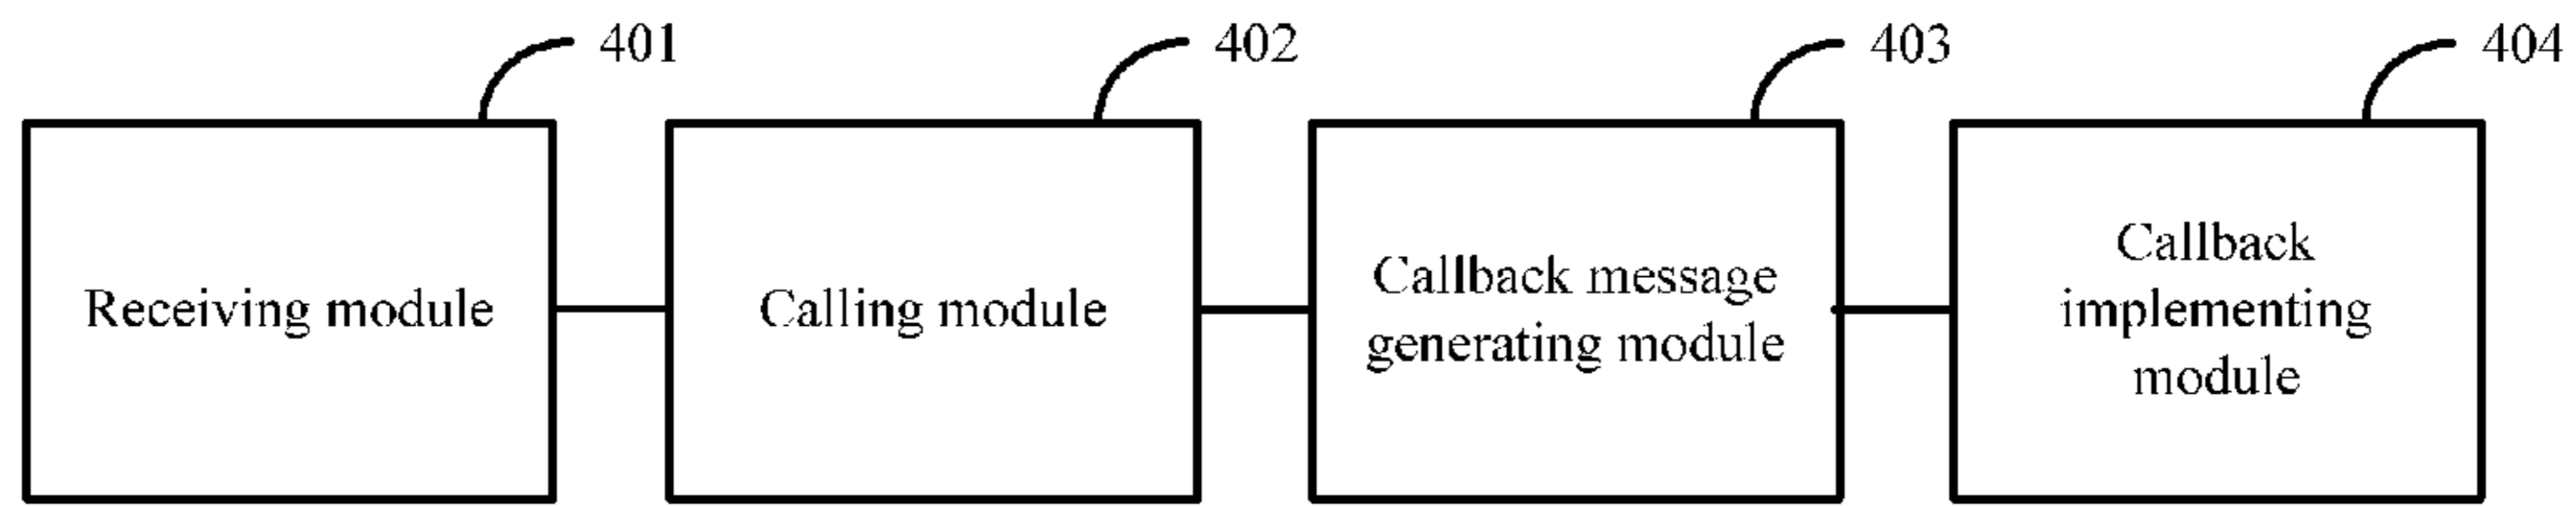 401
402
403
404
Receiving module
Calling module
Callback message
generating module
Callback
implementing
module